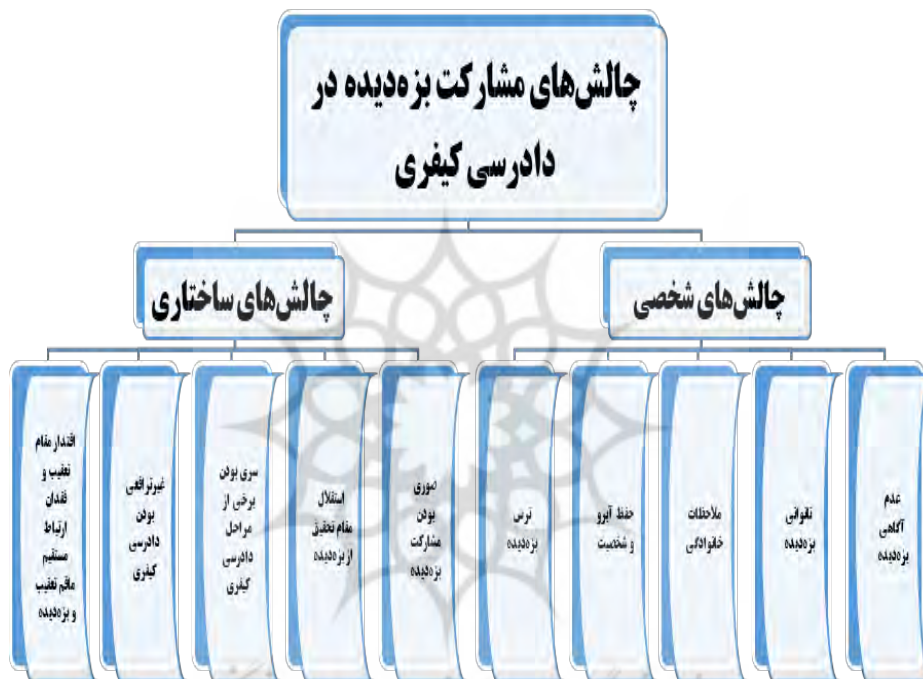 چالش‌های مشارکت بزه‌دیده در
دادرسی کیفری
چالش‌های شخصی
چالش‌های ساختاری
عدم
آگاهی
بزه‌دیده
ناتوانی
بزه‌دیده
ملاحظات
خانوادگی
حفظ آبرو
و شخصیت
ترس
بزه‌دیده
صوری
بودن
مشارکت
بزه‌دیده
استقلال
مقام تحقیق
از بزه‌دیده
سری بودن
برخی از
مراحل
دادرسی
کیفری
غیرترافعی
بودن
دادرسی
کیفری
اقتدار مقام
تعقیب و
فقدان
ارتباط
مستقیم
ماقم تعقیب
و بزه‌دیده